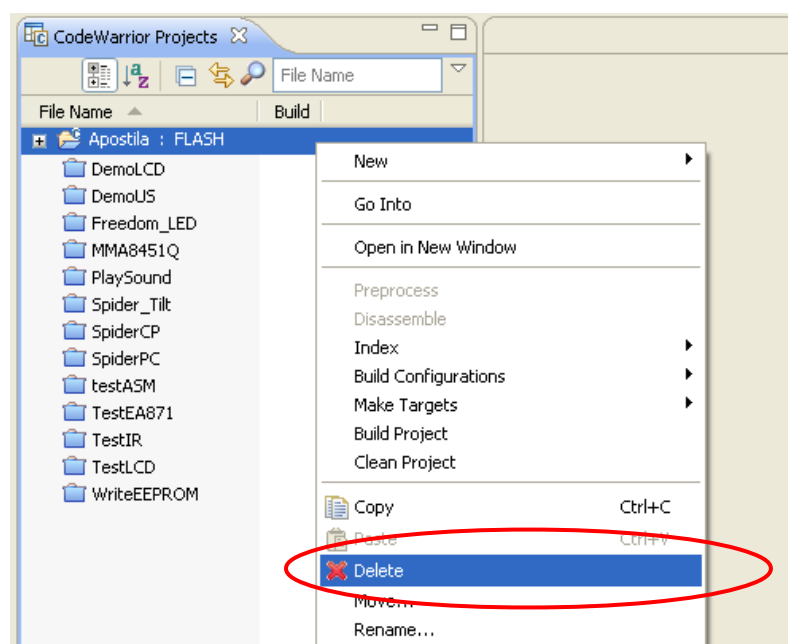 CodeWarrior Projects
File Name
File Name Build
Apostila : FLASH
DemoLCD
DemoUS
Freedom_LED
MMA8451Q
PlaySound
Spider_Tilt
SpiderCP
SpiderPC
testASM
TestEA871
TestIR
TestLCD
WriteEEPROM
New
Go Into
Open in New Window
Preprocess
Disassemble
Index
Build Configurations
Make Targets
Build Project
Clean Project
Copy Ctrl+C
Paste Ctrl+V
Delete
Move...
Rename...